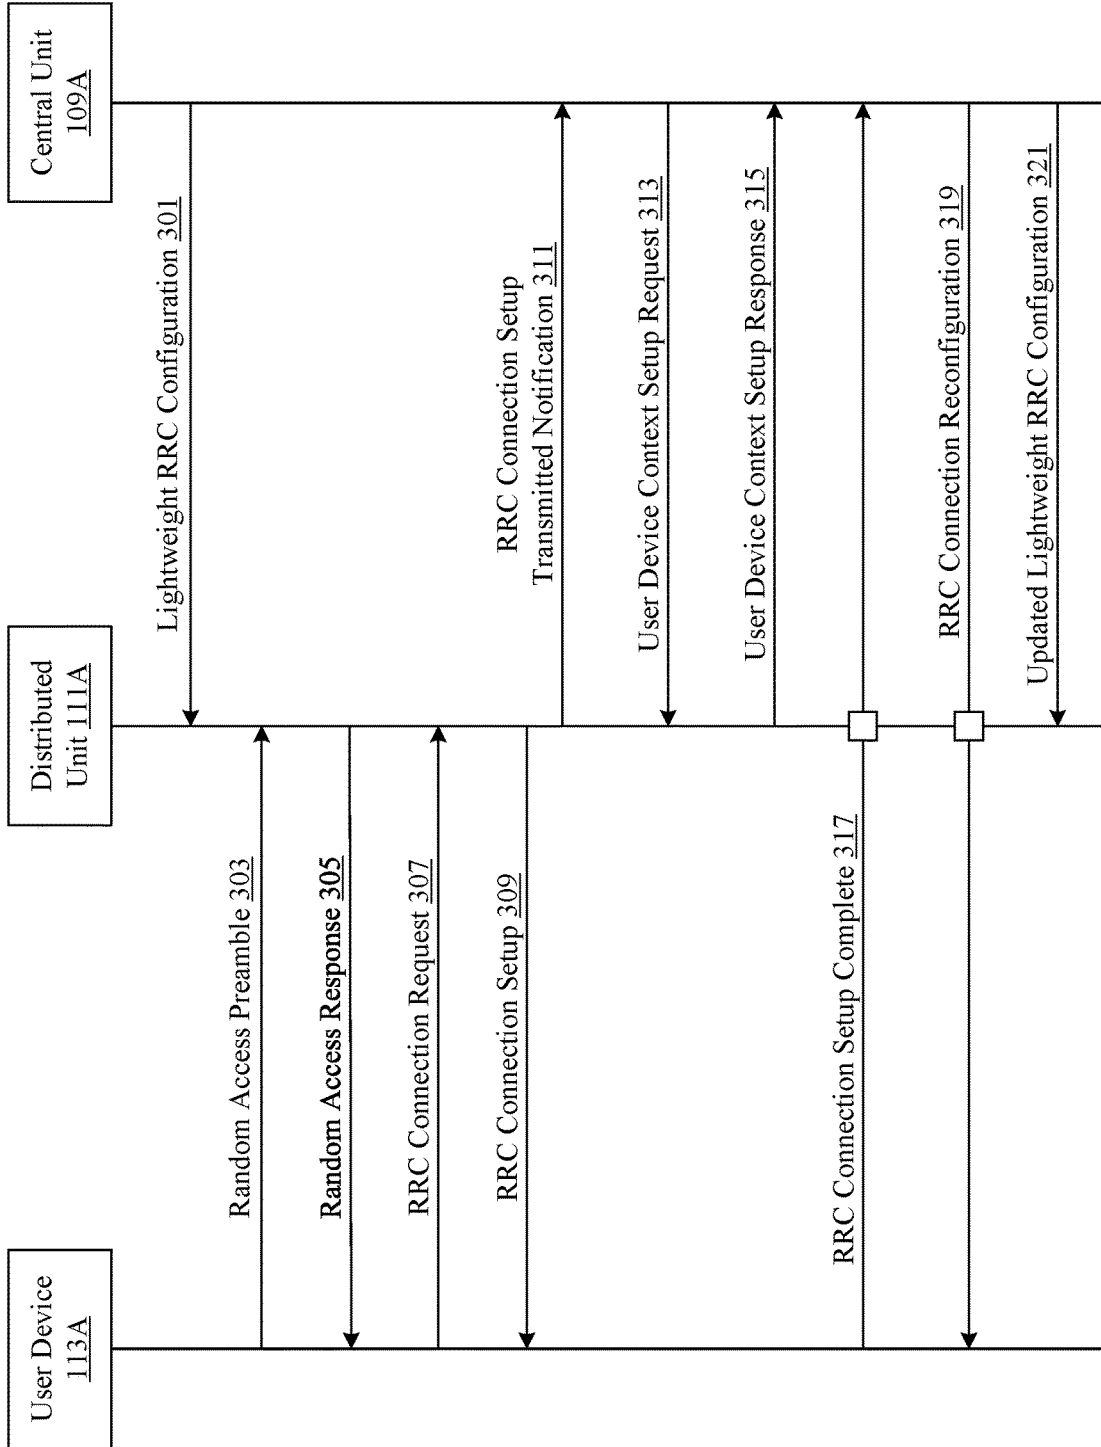 User Device
113A
Distributed
Unit 111A
Central Unit
109A
Lightweight RRC Configuration 301
Random Access Preamble 303
Random Access Response 305
RRC Connection Request 307
RRC Connection Setup 309
RRC Connection Setup
Transmitted Notification 311
User Device Context Setup Request 313
User Device Context Setup Response 315
RRC Connection Setup Complete 317
RRC Connection Reconfiguration 319
Updated Lightweight RRC Configuration 321